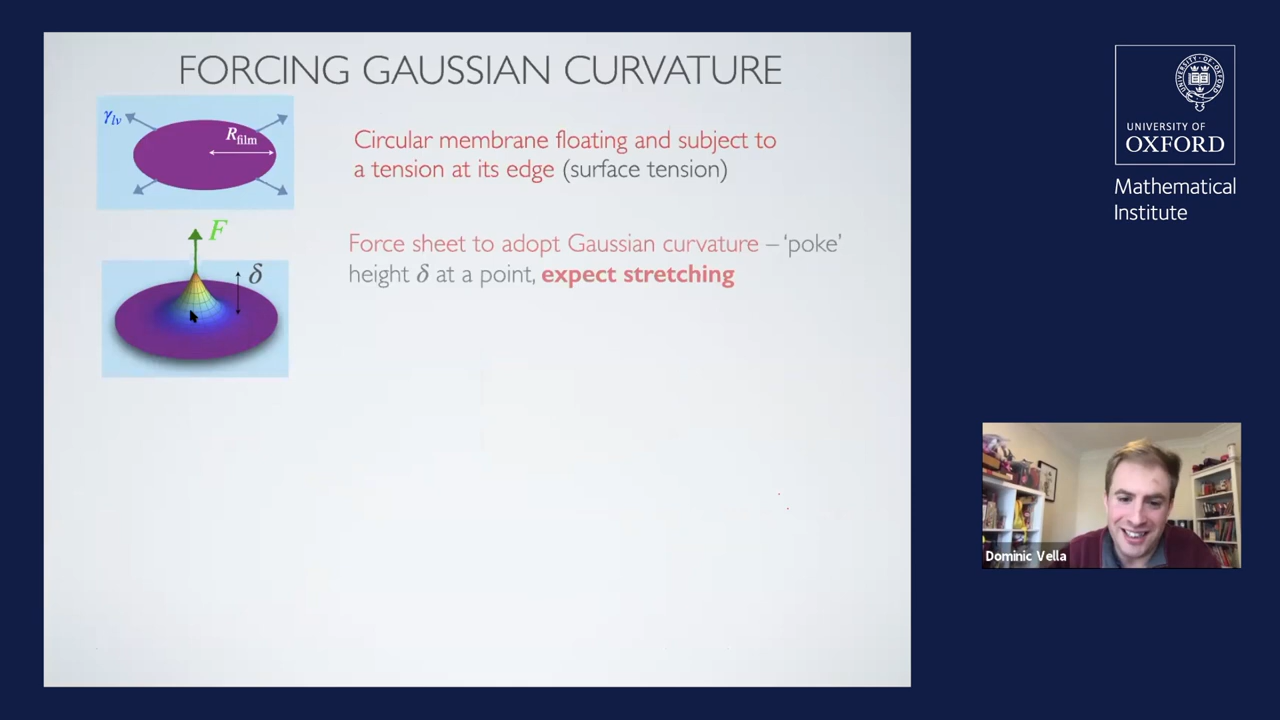 FORCING GAUSSIAN CURVATURE
γlv
Rfilm
Circular membrane floating and subject to
a tension at its edge (surface tension)
F
δ
Force sheet to adopt Gaussian curvature – ‘poke’
height δ at a point, expect stretching
UNIVERSITY OF
OXFORD
Mathematical
Institute
Dominic Vella